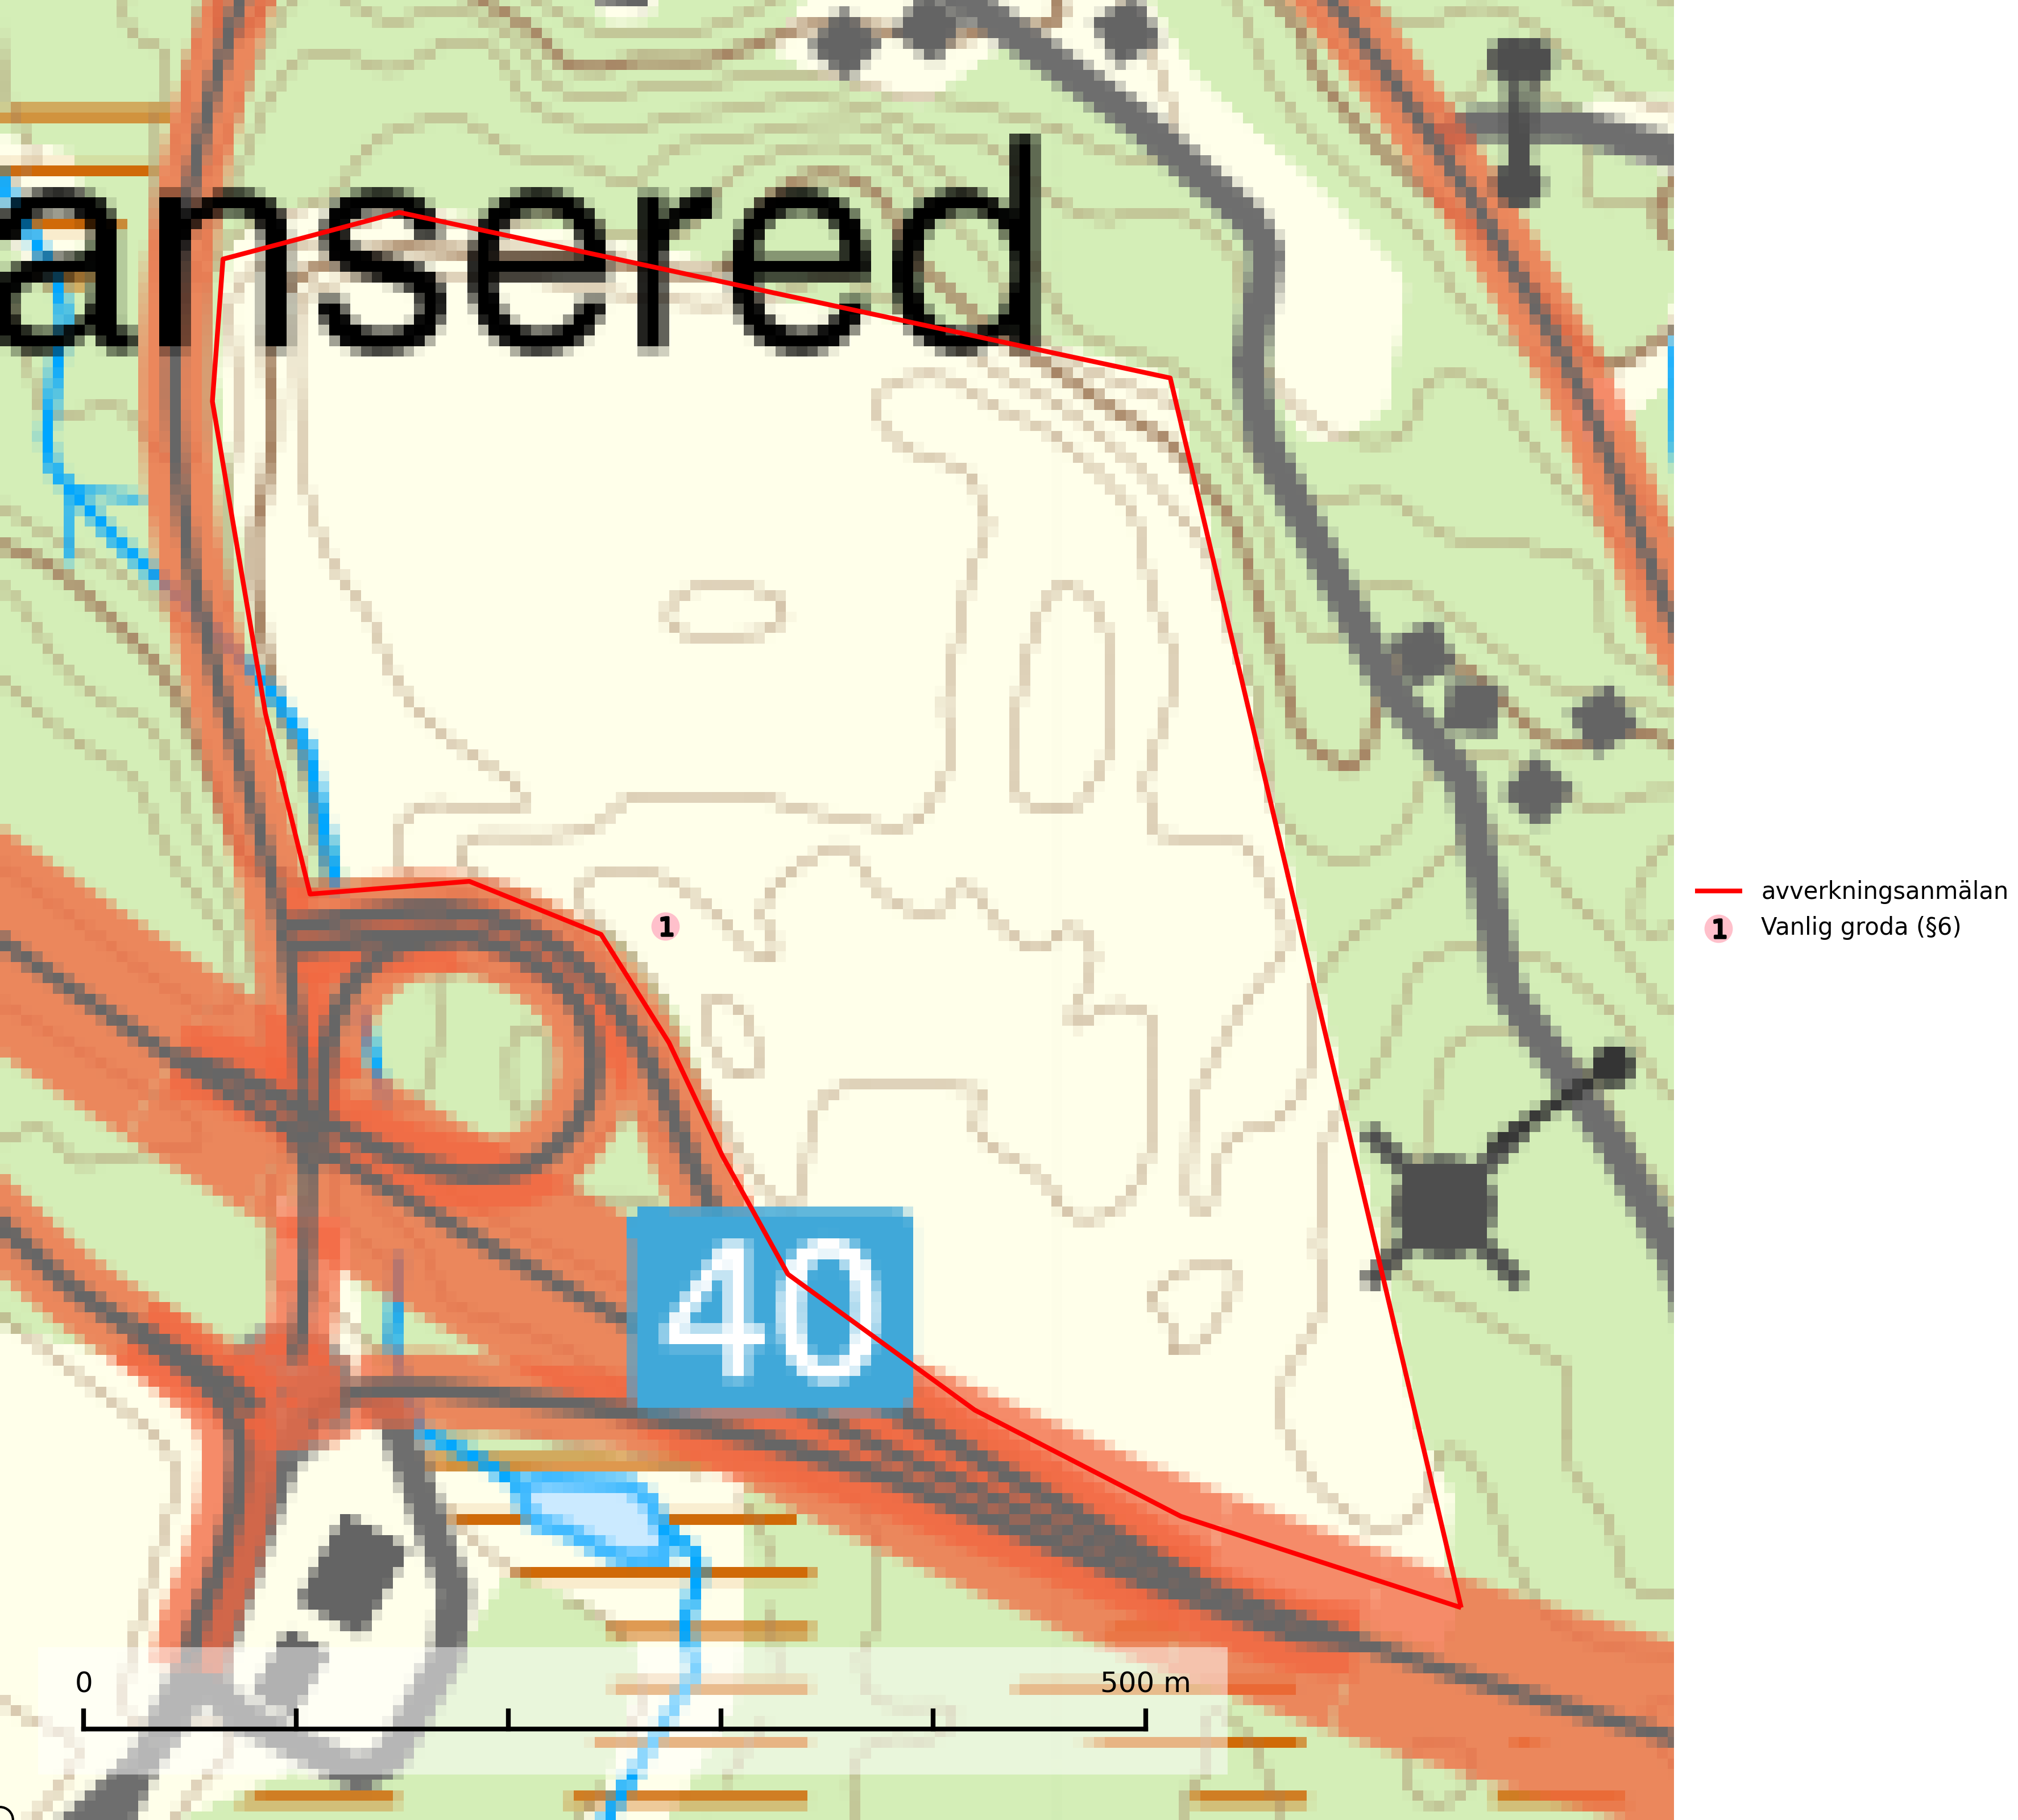 ansered
1
40
0 500 m
avverkningsanmälan
1 Vanlig groda (§6)